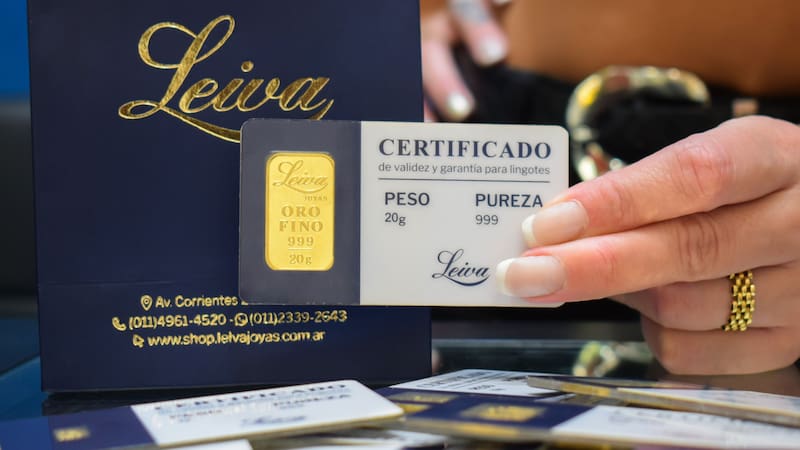 Leiva
Av. Corrientes
(011)4961-4520 - (011)2339-2643
www.shop.leivajoyas.com.ar
Leiva
JOYAS
ORO
FINO
999
20g
CERTIFICADO
de validez y garantía para lingotes
PESO PUREZA
20g 999
Leiva
CERTIFICADO
PUREZA